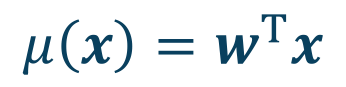 μ(x) = wᵀx